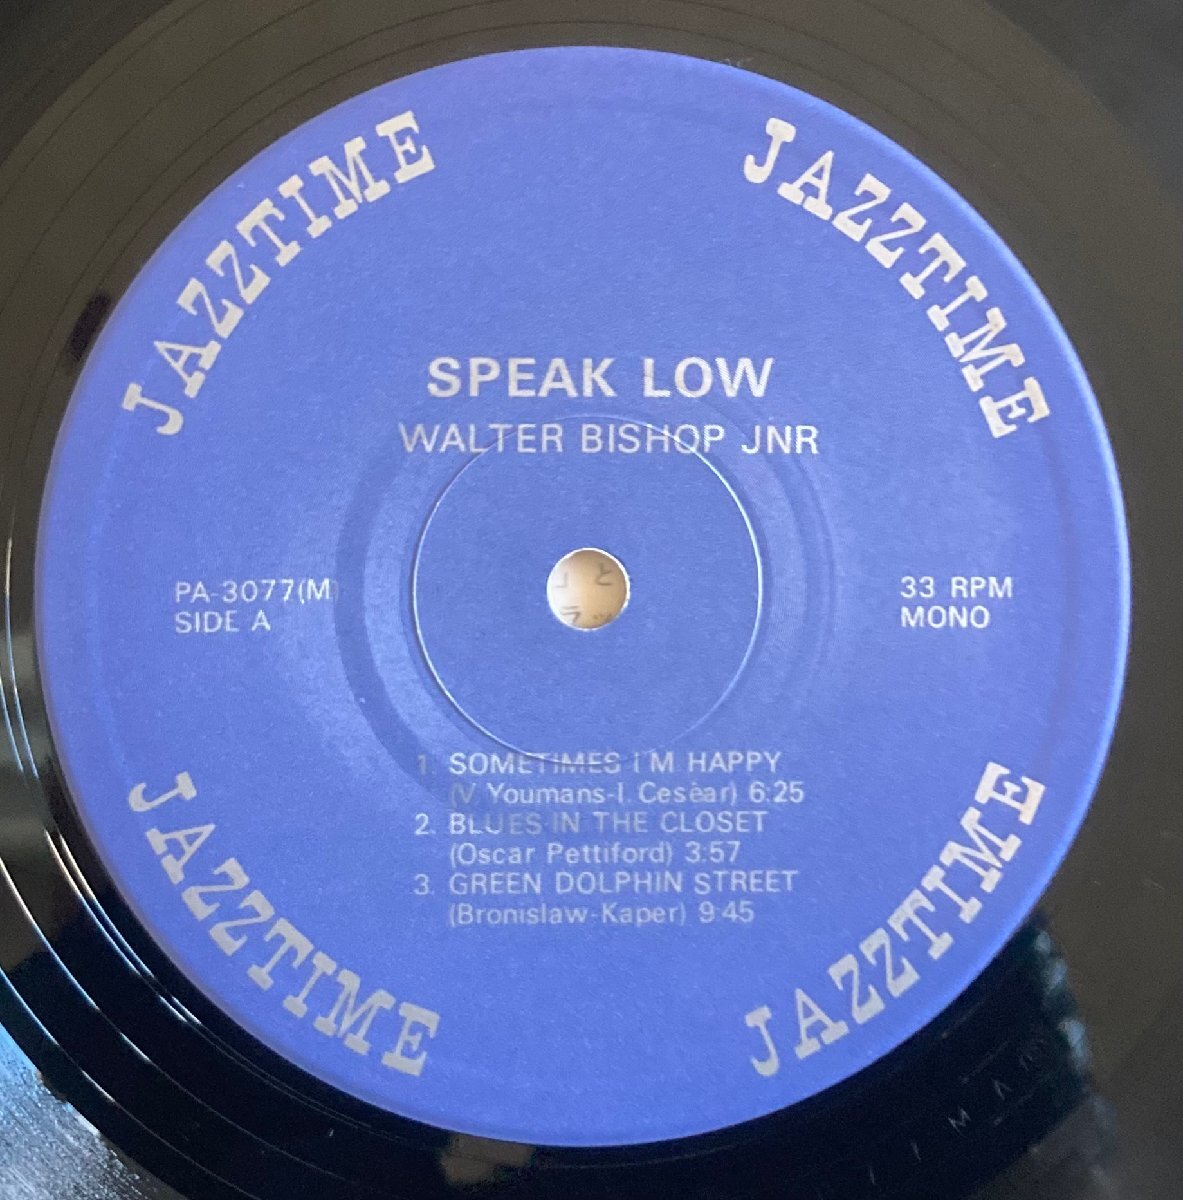 JAZZTIME
JAZZTIME
SPEAK LOW
WALTER BISHOP JNR
PA-3077(M)
SIDE A
33 RPM
MONO
1. SOMETIMES I'M HAPPY
(V. Youmans-I. Cesèar) 6:25
2. BLUES IN THE CLOSET
(Oscar Pettiford) 3:57
3. GREEN DOLPHIN STREET
(Bronislaw-Kaper) 9:45
JAZZTIME
JAZZTIME